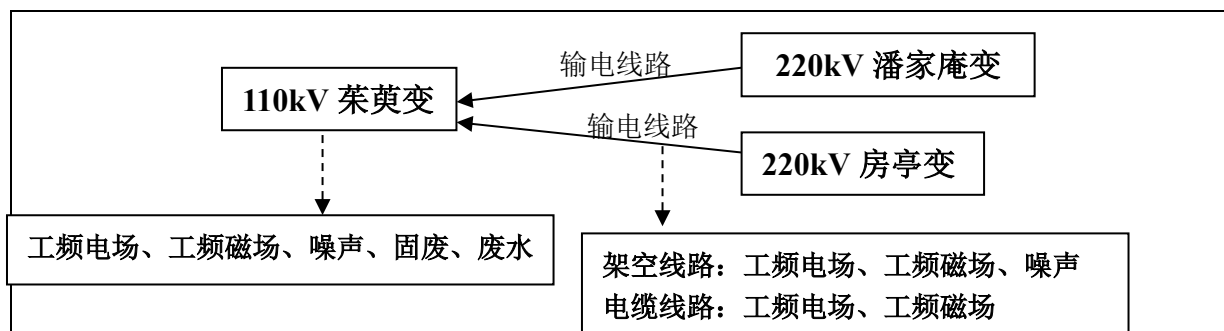 输电线路
220kV 潘家庵变
110kV 茱萸变
输电线路
220kV 房亭变
工频电场、工频磁场、噪声、固废、废水
架空线路：工频电场、工频磁场、噪声
电缆线路：工频电场、工频磁场